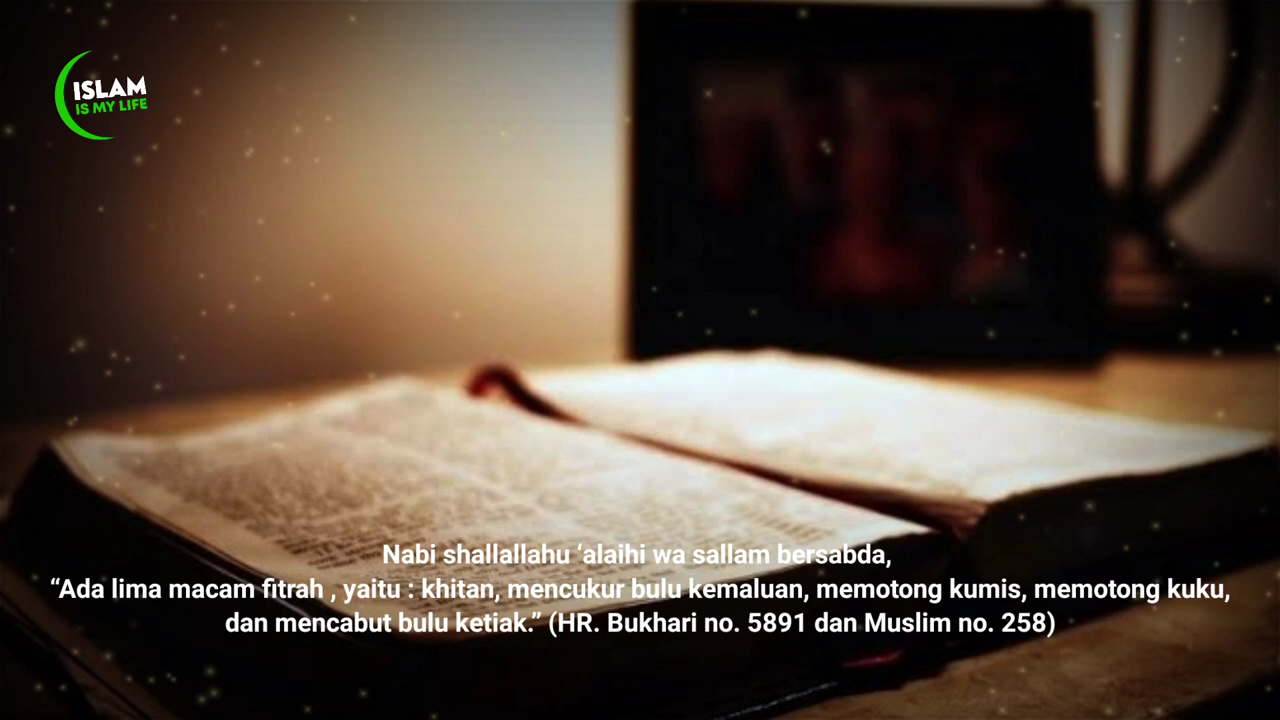 ISLAM
IS MY LIFE
Nabi shallallahu ‘alaihi wa sallam bersabda,
“Ada lima macam fitrah , yaitu : khitan, mencukur bulu kemaluan, memotong kumis, memotong kuku,
dan mencabut bulu ketiak.” (HR. Bukhari no. 5891 dan Muslim no. 258)